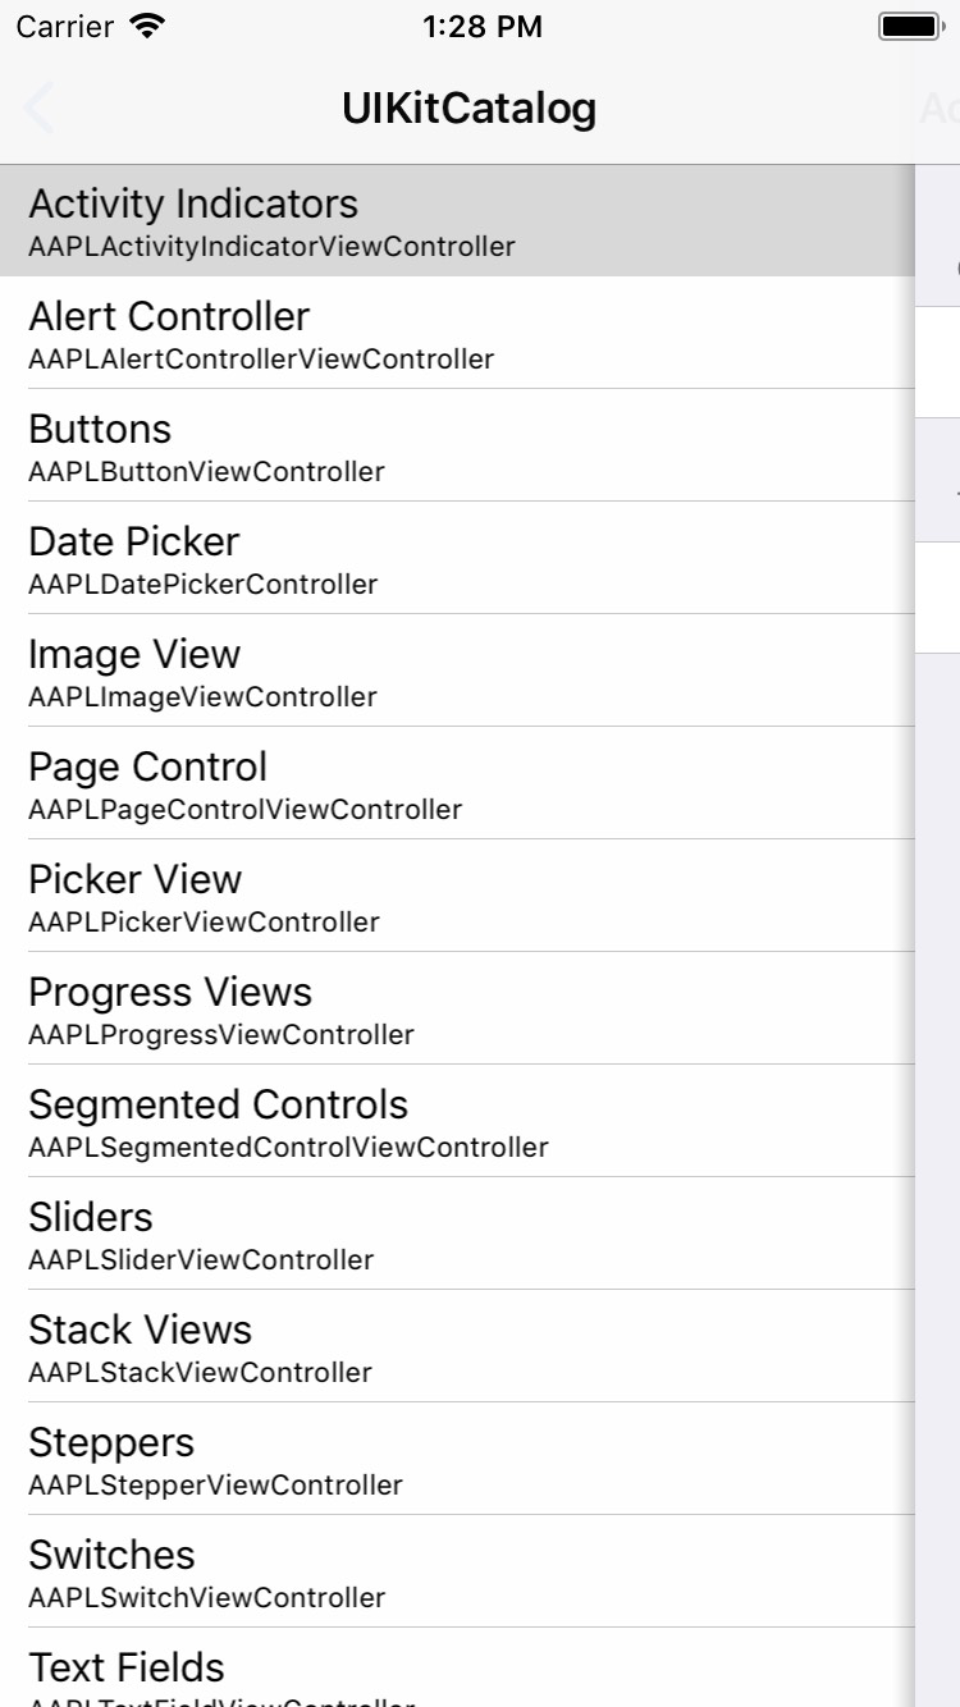 Carrier 1:28 PM
UIKitCatalog Ac
Activity Indicators
AAPLActivityIndicatorViewController
Alert Controller
AAPLAlertControllerViewController
Buttons
AAPLButtonViewController
Date Picker
AAPLDatePickerController
Image View
AAPLImageViewController
Page Control
AAPLPageControlViewController
Picker View
AAPLPickerViewController
Progress Views
AAPLProgressViewController
Segmented Controls
AAPLSegmentedControlViewController
Sliders
AAPLSliderViewController
Stack Views
AAPLStackViewController
Steppers
AAPLStepperViewController
Switches
AAPLSwitchViewController
Text Fields
AAPLTextFieldViewController